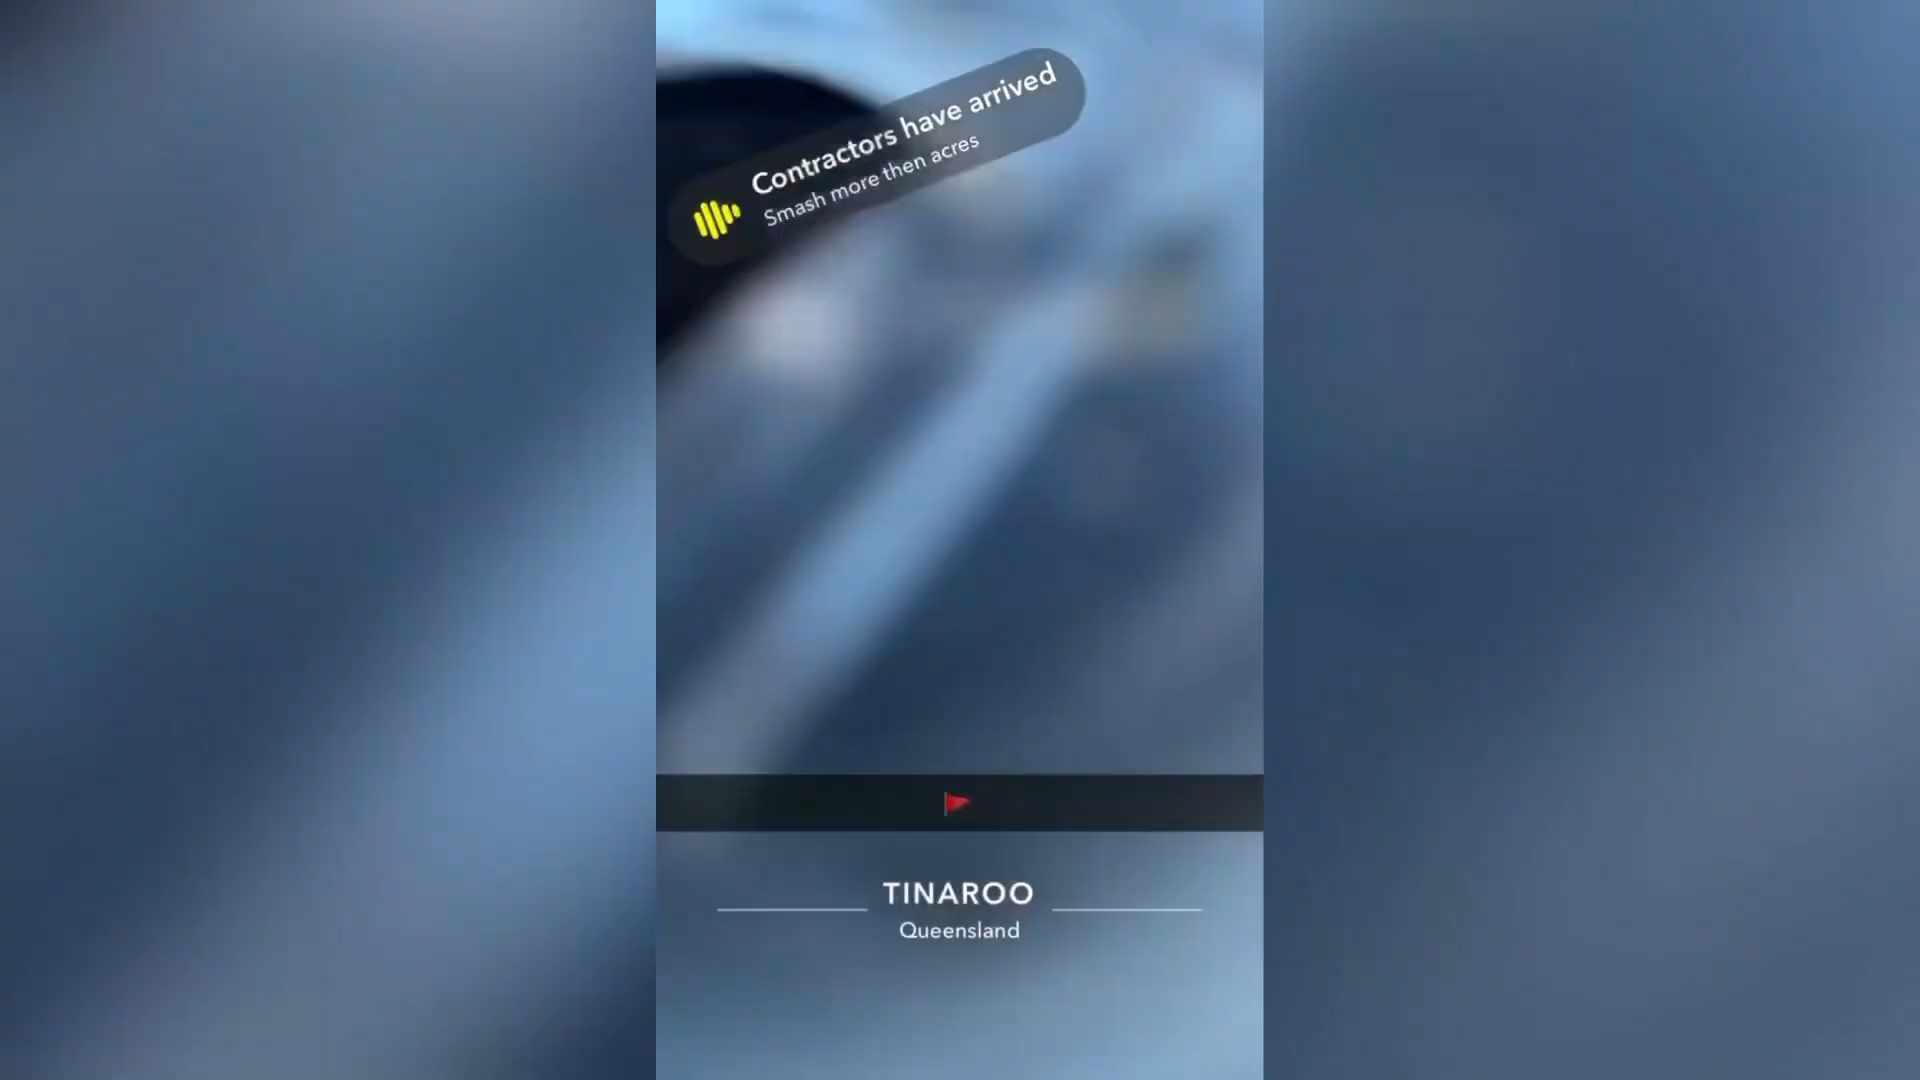 Contractors have arrived
Smash more then acres
TINAROO
Queensland